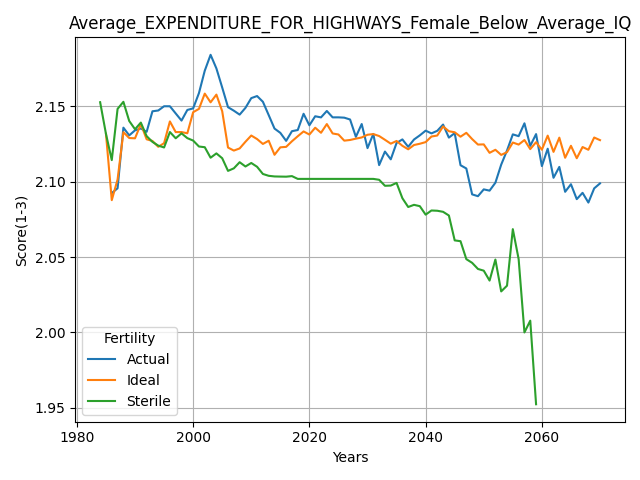 Average_EXPENDITURE_FOR_HIGHWAYS_Female_Below_Average_IQ
Score(1-3)
2.15
2.10
2.05
2.00
1.95
Fertility
Actual
Ideal
Sterile
1980
2000
2020
2040
2060
Years